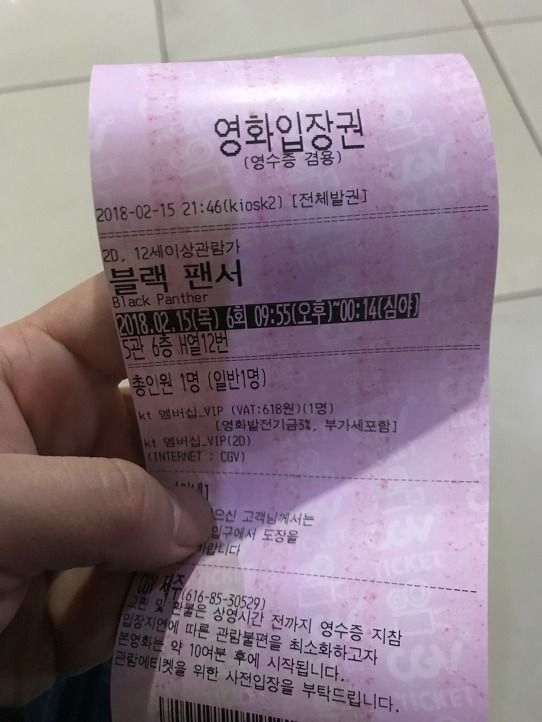 영화입장권
(영수증 겸용)
2018-02-15 21:46(kiosk2) [전체발권]
2D, 12세이상관람가
블랙 팬서
Black Panther
2018.02.15(목) 6회 09:55(오후)~00:14(심야)
5관 6층 H열12번
총인원 1명 (일반1명)
kt 멤버십_VIP (VAT:618원)(1명)
[영화발전기금3%, 부가세포함]
kt 멤버십_VIP(2D)
(INTERNET : CGV)
고객님께서는
입구에서 도장을
바랍니다
CGV 제주(616-85-30529)
교환 및 환불은 상영시간 전까지 영수증 지참
입장지연에 따른 관람불편을 최소화하고자
본영화는 약 10여분 후에 시작됩니다.
관람에티켓을 위한 사전입장을 부탁드립니다.